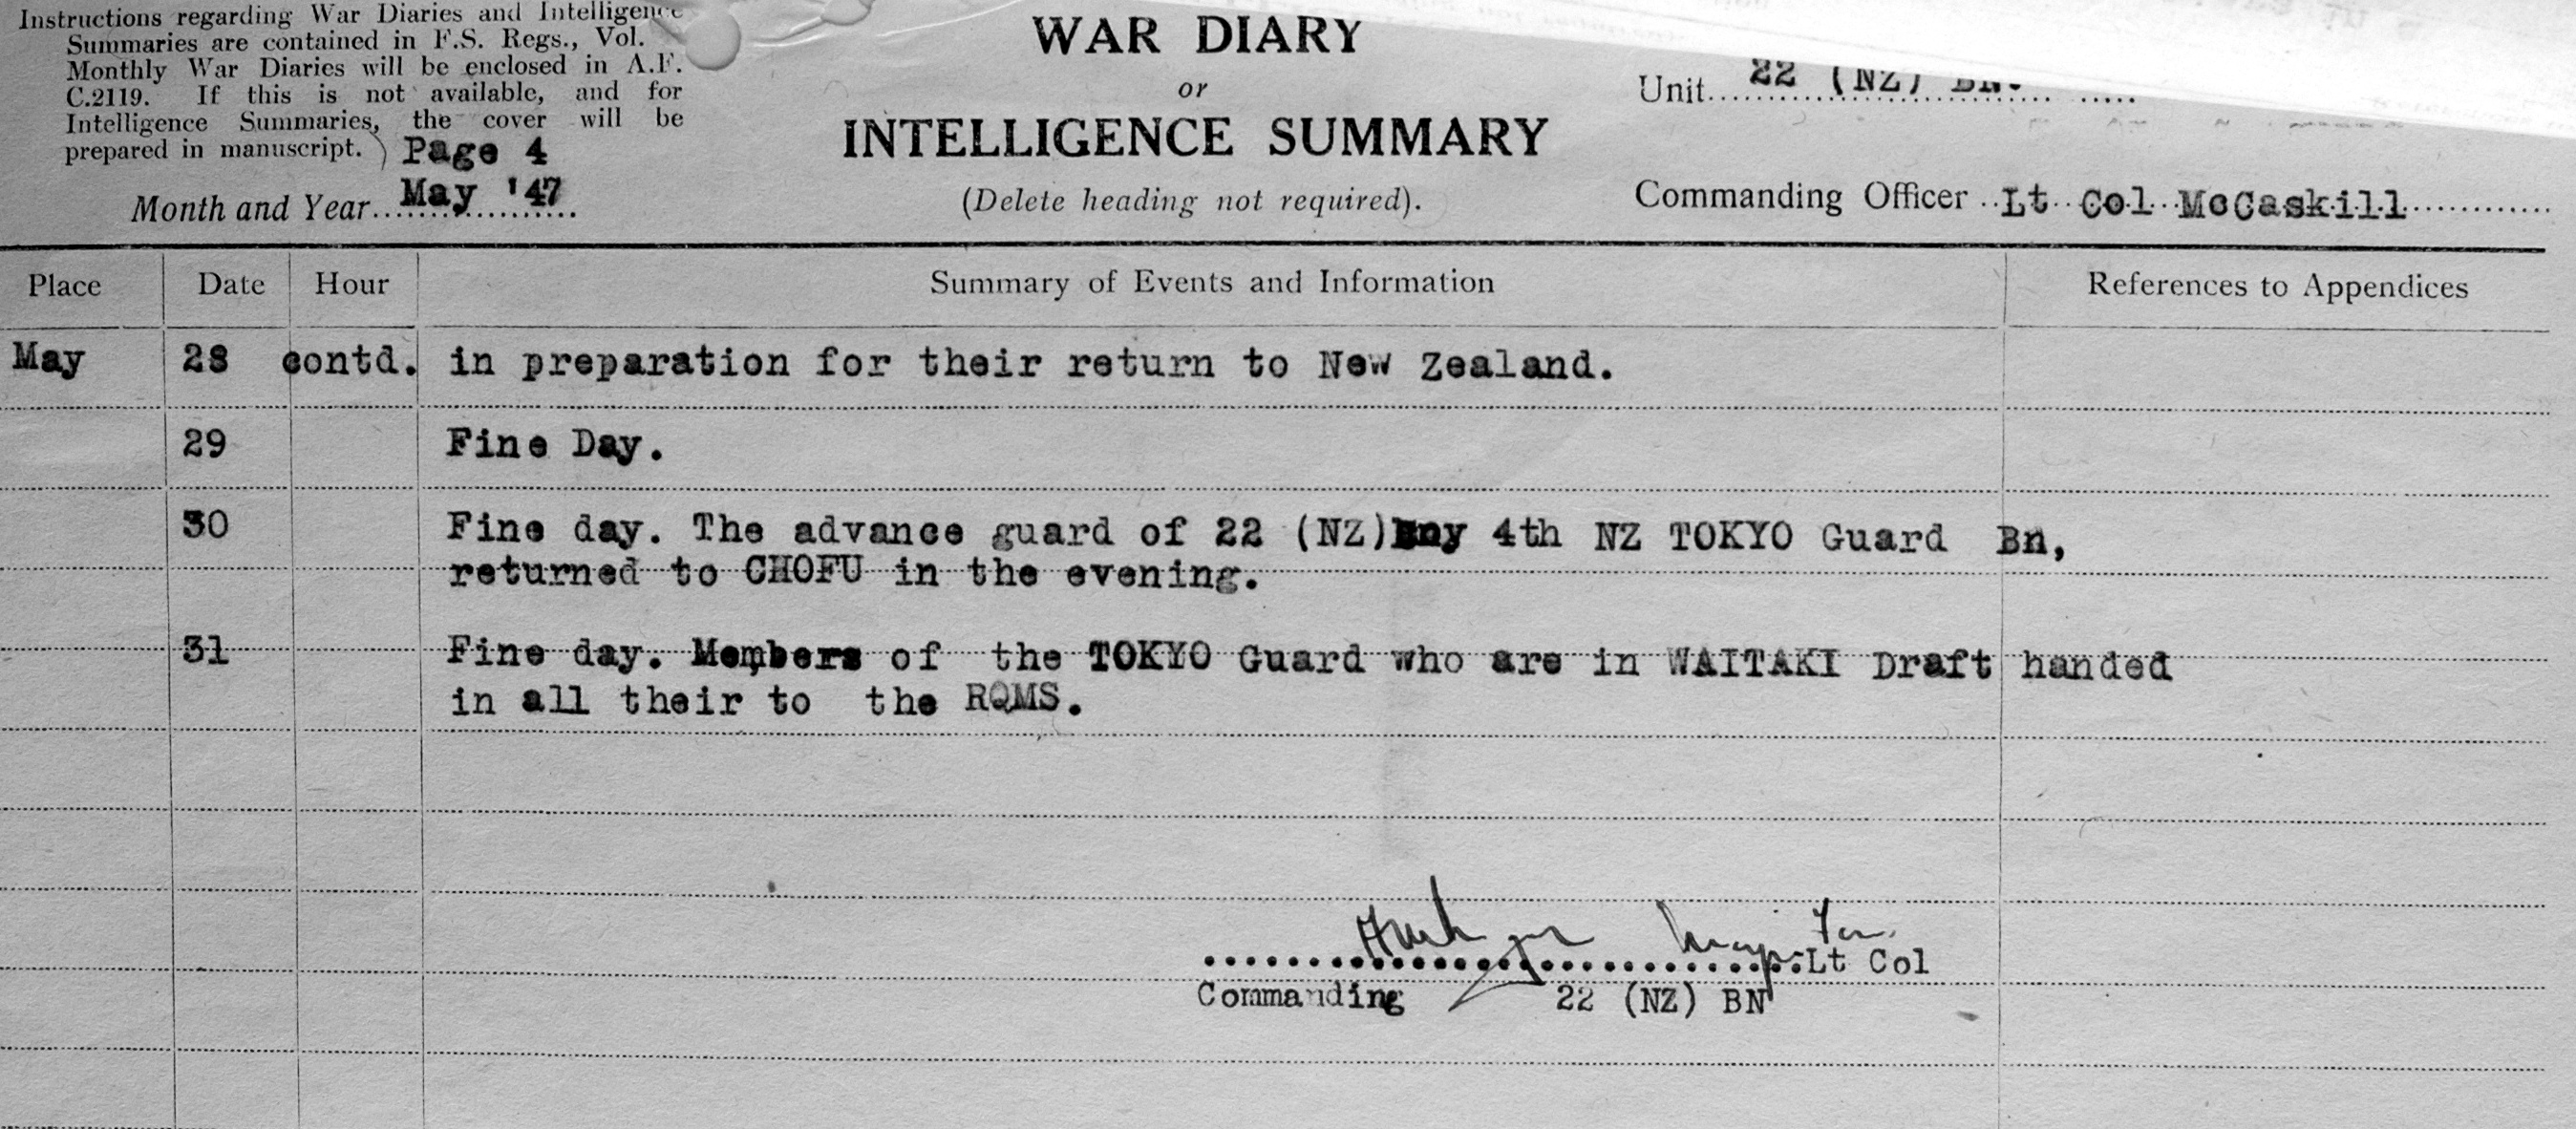 Instructions regarding War Diaries and Intelligence
Summaries are contained in F.S. Regs., Vol.
Monthly War Diaries will be enclosed in A.F.
C.2119. If this is not available, and for
Intelligence Summaries, the cover will be
prepared in manuscript.) Page 4
Month and Year May '47
WAR DIARY
or
INTELLIGENCE SUMMARY
(Delete heading not required).
Unit 22 (NZ) BN.
Commanding Officer Lt Col McCaskill
Place Date Hour Summary of Events and Information References to Appendices
May 28 contd. in preparation for their return to New Zealand.
29 Fine Day.
30 Fine day. The advance guard of 22 (NZ) 4th NZ TOKYO Guard Bn,
returned to CHOFU in the evening.
31 Fine day. Members of the TOKYO Guard who are in WAITAKI Draft handed
in all their to the RQMS.
Maj. for
Lt Col
Commanding 22 (NZ) BN